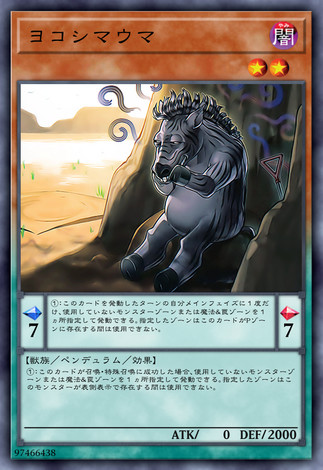 ヨコシマウマ
やみ
闇
①:このカードを発動したターンの自分メインフェイズに1度だ
け、使用していないモンスターゾーンまたは魔法&罠ゾーンを1
ヵ所指定して発動できる。指定したゾーンはこのカードがPゾー
ンに存在する間は使用できない。
7
7
【獣族／ペンデュラム／効果】
①:このカードが召喚・特殊召喚に成功した場合、使用していないモンスター
ゾーンまたは魔法&罠ゾーンを1ヵ所指定して発動できる。指定したゾーンはこ
のモンスターが表側表示で存在する間は使用できない。
ATK/ 0 DEF/2000
97466438